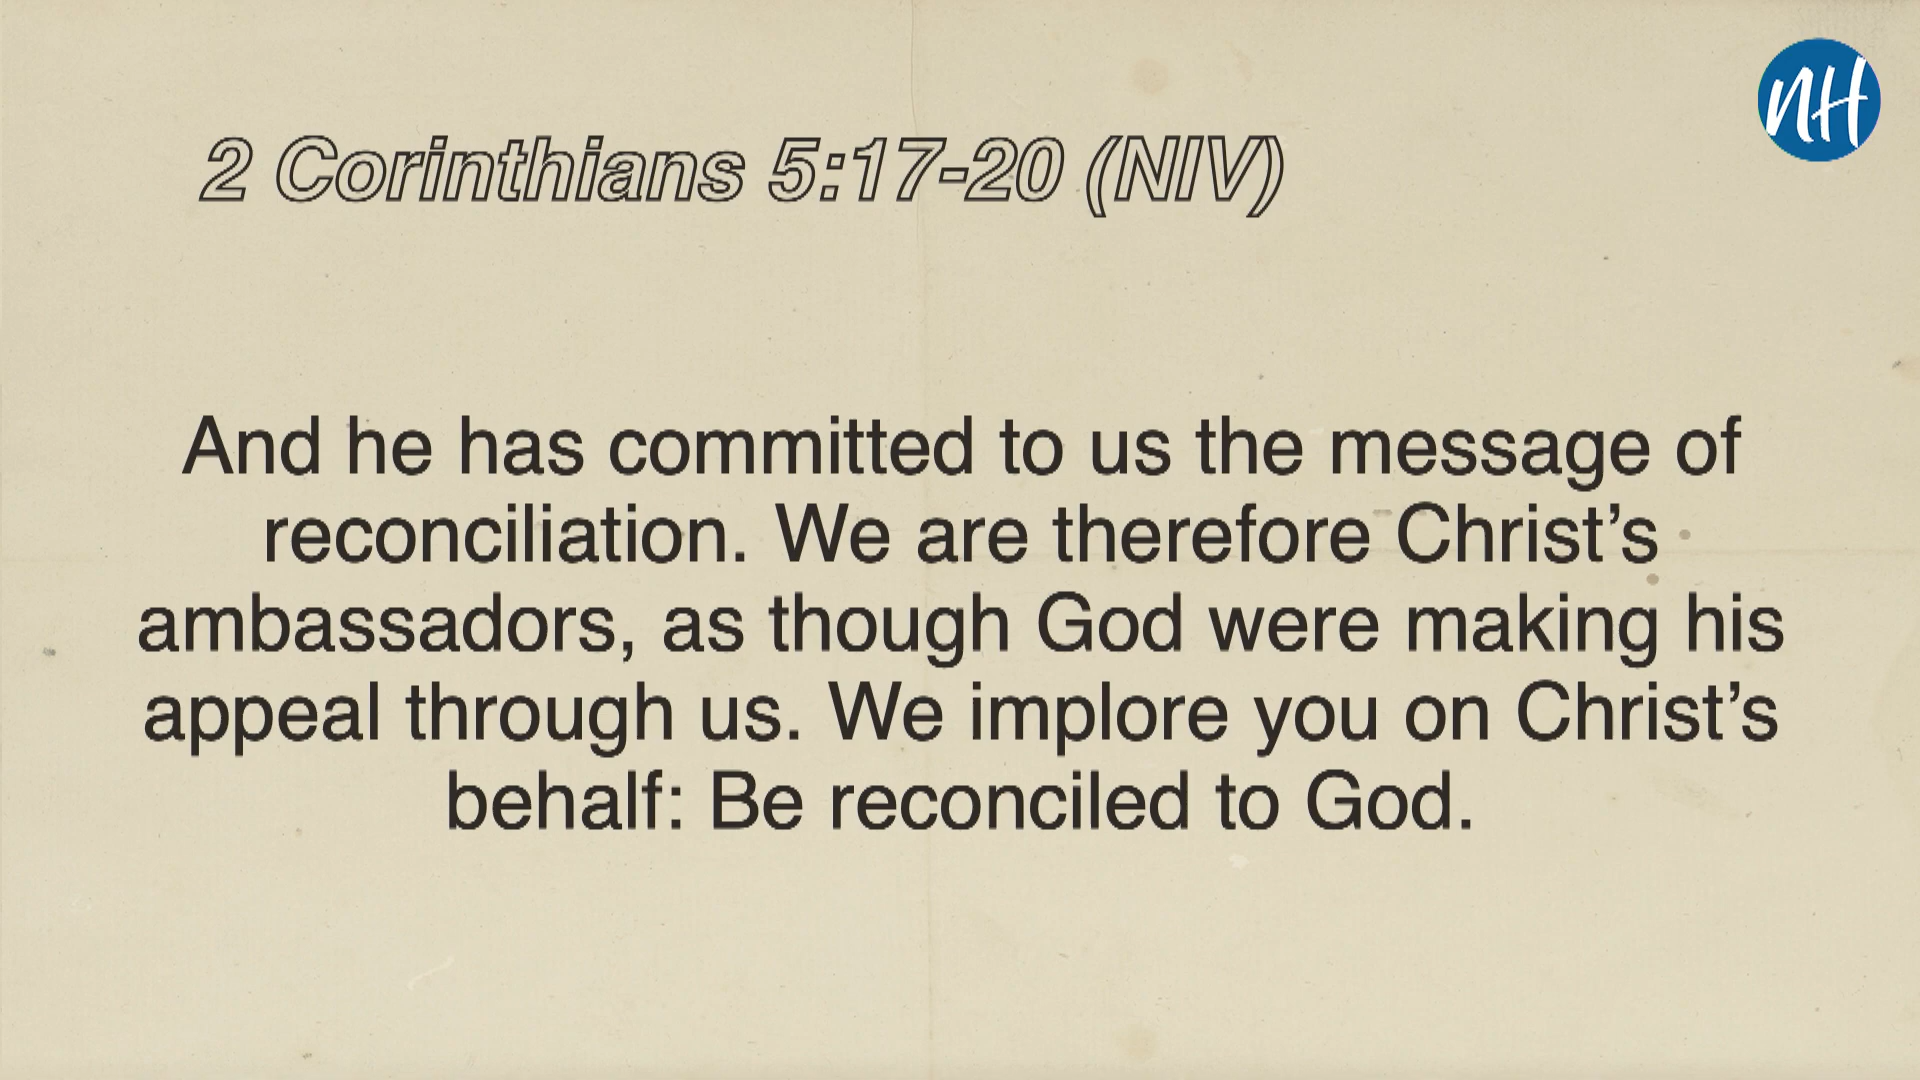 nH
2 Corinthians 5:17-20 (NIV)
And he has committed to us the message of
reconciliation. We are therefore Christ’s
ambassadors, as though God were making his
appeal through us. We implore you on Christ’s
behalf: Be reconciled to God.